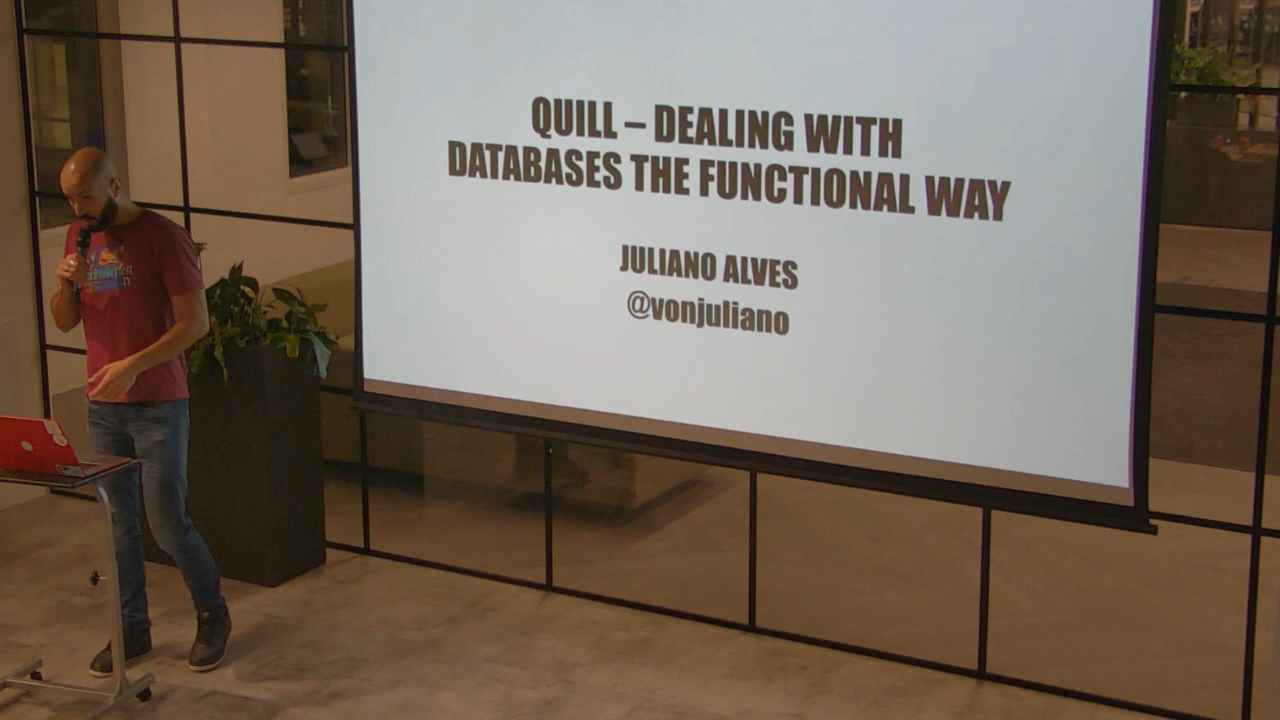 QUILL – DEALING WITH
DATABASES THE FUNCTIONAL WAY
JULIANO ALVES
@vonjuliano